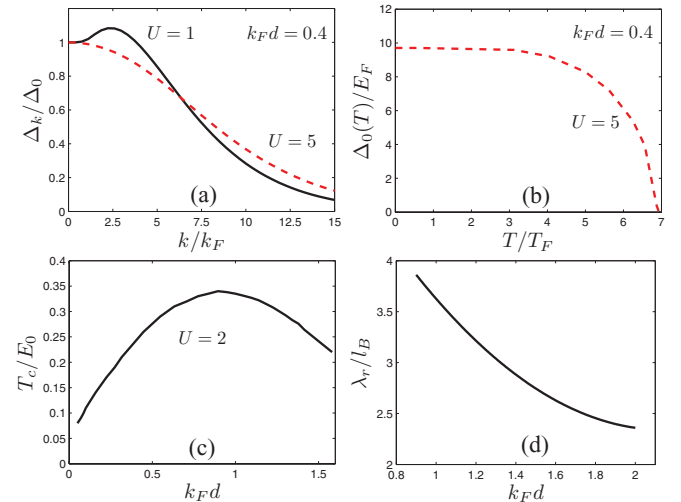 1
0.8
0.6
0.4
0.2
0
Δ_k/Δ_0
U = 1
k_F d = 0.4
U = 5
(a)
0 2.5 5 7.5 10 12.5 15
k/k_F
12
10
8
6
4
2
0
Δ_0(T)/E_F
k_F d = 0.4
U = 5
(b)
0 1 2 3 4 5 6 7
T/T_F
0.4
0.35
0.3
0.25
0.2
0.15
0.1
0.05
0
T_c/E_0
U = 2
(c)
0 0.5 1 1.5
k_F d
4
3.5
3
2.5
2
λ_r/l_B
(d)
0.8 1 1.2 1.4 1.6 1.8 2
k_F d